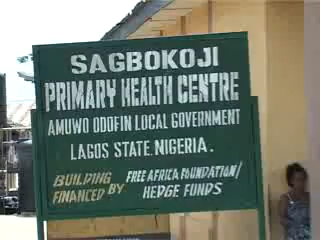 SAGBOKOJI
PRIMARY HEALTH CENTRE
AMUWO ODOFIN LOCAL GOVERNMENT
LAGOS STATE. NIGERIA.
BUILDING FINANCED BY FREE AFRICA FOUNDATION/
HEDGE FUNDS